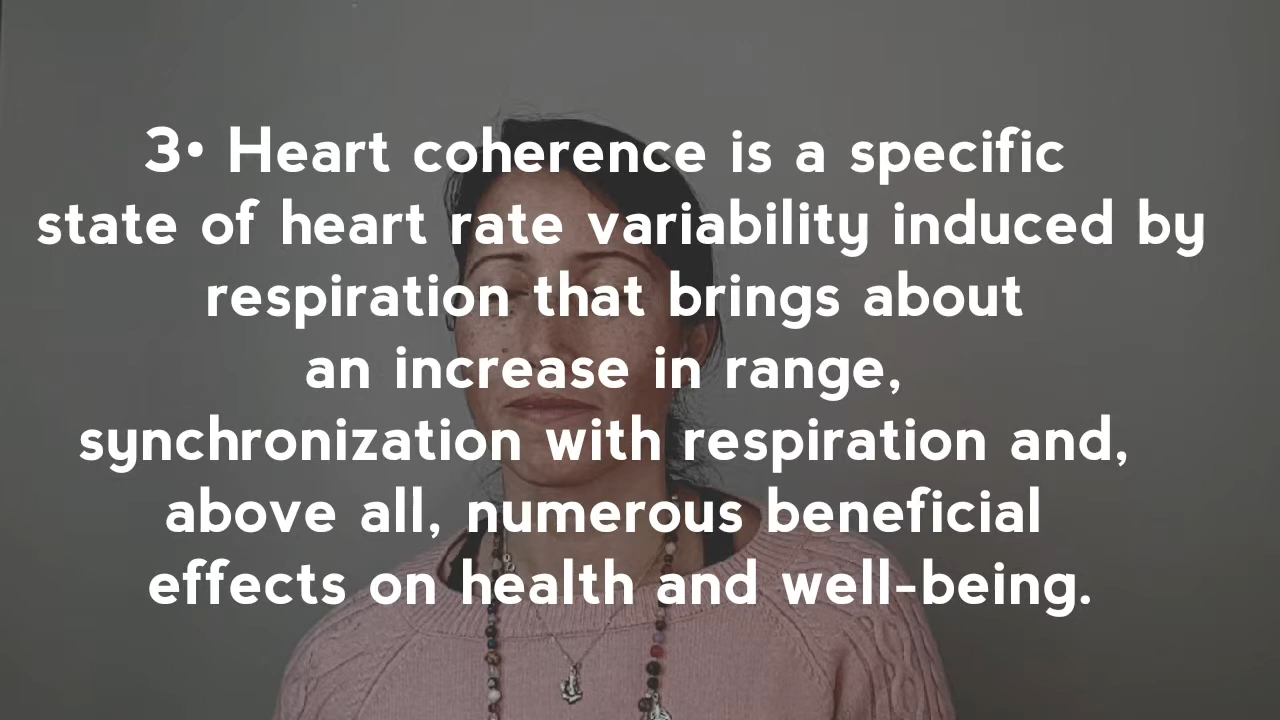 3• Heart coherence is a specific
state of heart rate variability induced by
respiration that brings about
an increase in range,
synchronization with respiration and,
above all, numerous beneficial
effects on health and well-being.